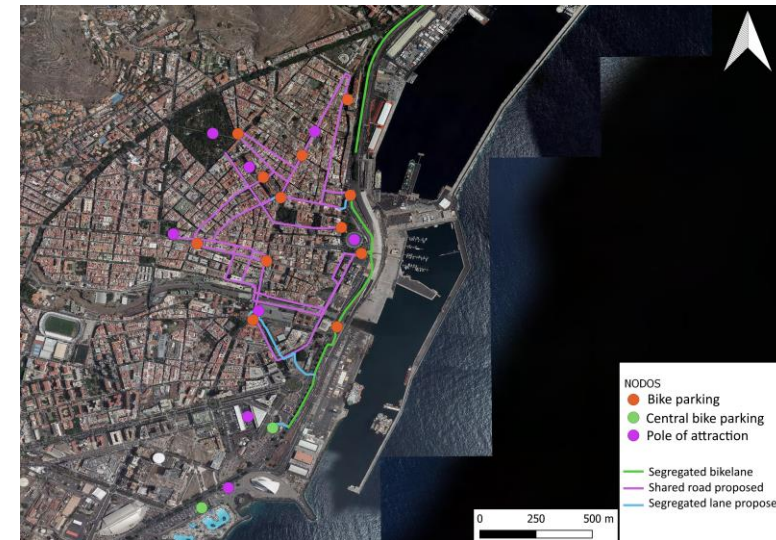 NODOS
Bike parking
Central bike parking
Pole of attraction
Segregated bikelane
Shared road proposed
Segregated lane propose
0 250 500 m